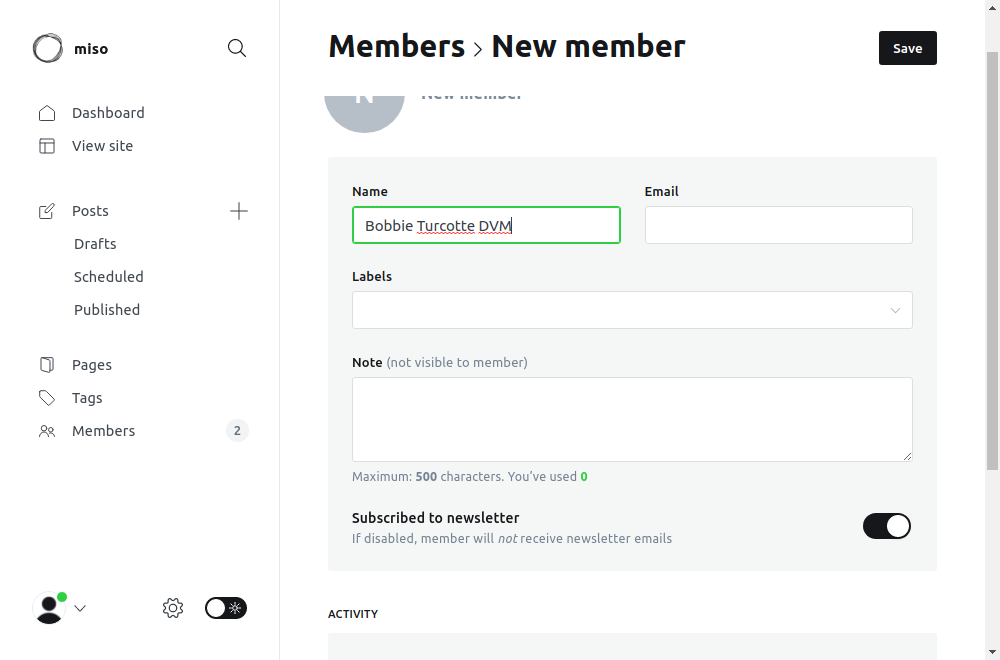 miso
Members > New member
Save
New member
Dashboard
View site
Posts
Drafts
Scheduled
Published
Pages
Tags
Members 2
Name
Bobbie Turcotte DVM
Email
Labels
Note (not visible to member)
Maximum: 500 characters. You’ve used 0
Subscribed to newsletter
If disabled, member will not receive newsletter emails
ACTIVITY